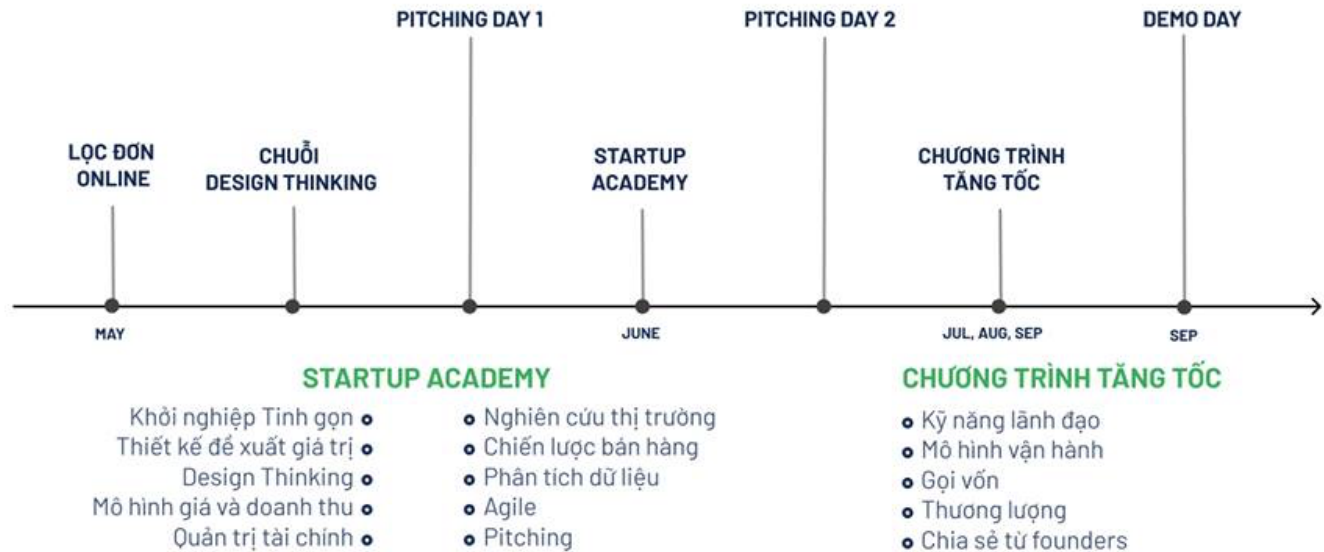 PITCHING DAY 1
PITCHING DAY 2
DEMO DAY
LỌC ĐƠN
ONLINE
CHUỖI
DESIGN THINKING
STARTUP
ACADEMY
CHƯƠNG TRÌNH
TĂNG TỐC
MAY
JUNE
JUL, AUG, SEP
SEP
STARTUP ACADEMY
Khởi nghiệp Tinh gọn
Thiết kế để xuất giá trị
Design Thinking
Mô hình giá và doanh thu
Quản trị tài chính
Nghiên cứu thị trường
Chiến lược bán hàng
Phân tích dữ liệu
Agile
Pitching
CHƯƠNG TRÌNH TĂNG TỐC
Kỹ năng lãnh đạo
Mô hình vận hành
Gọi vốn
Thương lượng
Chia sẻ từ founders